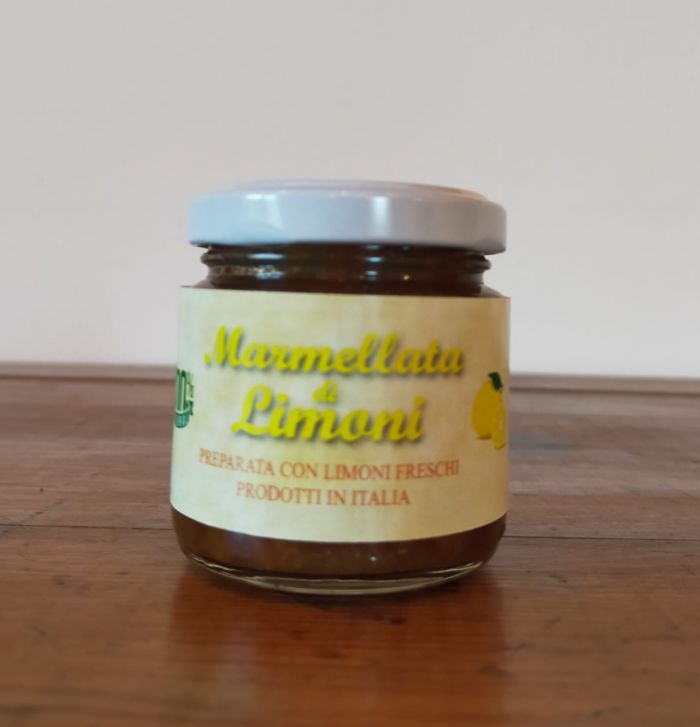 Marmellata
di
Limoni
PREPARATA CON LIMONI FRESCHI
PRODOTTI IN ITALIA